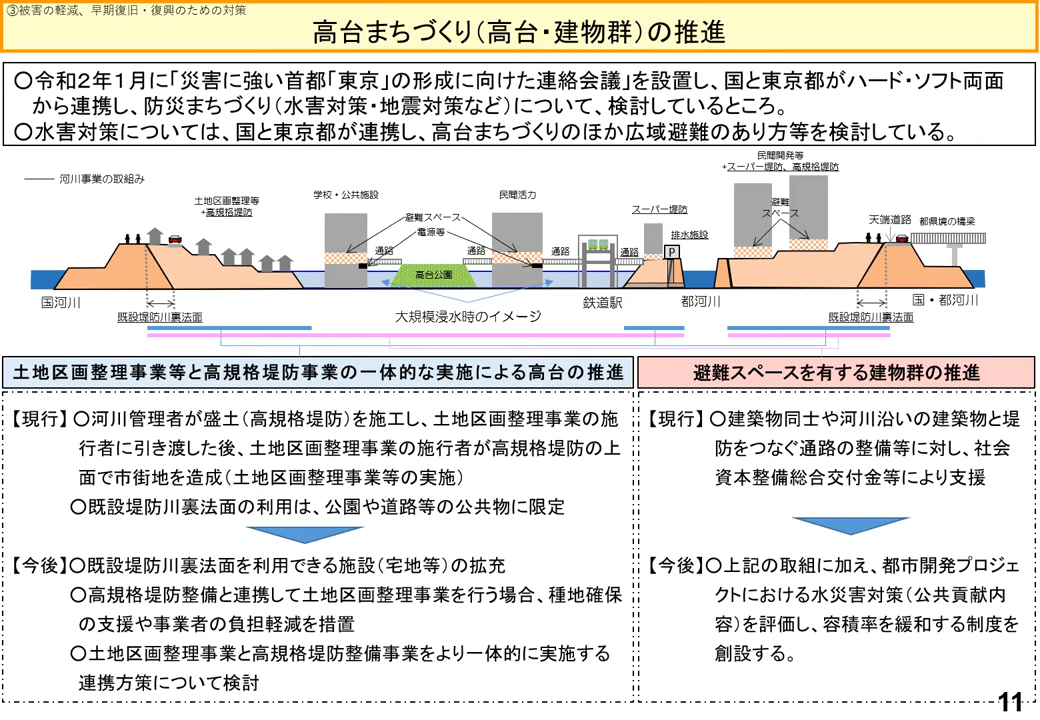 ③被害の軽減、早期復旧・復興のための対策
高台まちづくり(高台・建物群)の推進
〇令和2年1月に「災害に強い首都「東京」の形成に向けた連絡会議」を設置し、国と東京都がハード・ソフト両面
から連携し、防災まちづくり(水害対策・地震対策など)について、検討しているところ。
〇水害対策については、国と東京都が連携し、高台まちづくりのほか広域避難のあり方等を検討している。
河川事業の取組み
土地区画整理等
+高規格堤防
学校・公共施設
民間活力
民間開発等
+スーパー堤防、高規格堤防
避難スペース
電源等
スーパー堤防
排水施設
避難
スペース
天端道路
都県境の橋梁
通路
通路
通路
通路
P
高台公園
国河川
既設堤防川裏法面
大規模浸水時のイメージ
鉄道駅
都河川
国・都河川
既設堤防川裏法面
土地区画整理事業等と高規格堤防事業の一体的な実施による高台の推進
【現行】〇河川管理者が盛土(高規格堤防)を施工し、土地区画整理事業の施
行者に引き渡した後、土地区画整理事業の施行者が高規格堤防の上
面で市街地を造成(土地区画整理事業等の実施)
〇既設堤防川裏法面の利用は、公園や道路等の公共物に限定
【今後】〇既設堤防川裏法面を利用できる施設(宅地等)の拡充
〇高規格堤防整備と連携して土地区画整理事業を行う場合、種地確保
の支援や事業者の負担軽減を措置
〇土地区画整理事業と高規格堤防整備事業をより一体的に実施する
連携方策について検討
避難スペースを有する建物群の推進
【現行】〇建築物同士や河川沿いの建築物と堤
防をつなぐ通路の整備等に対し、社会
資本整備総合交付金等により支援
【今後】〇上記の取組に加え、都市開発プロジェ
クトにおける水災害対策(公共貢献内
容)を評価し、容積率を緩和する制度を
創設する。
11